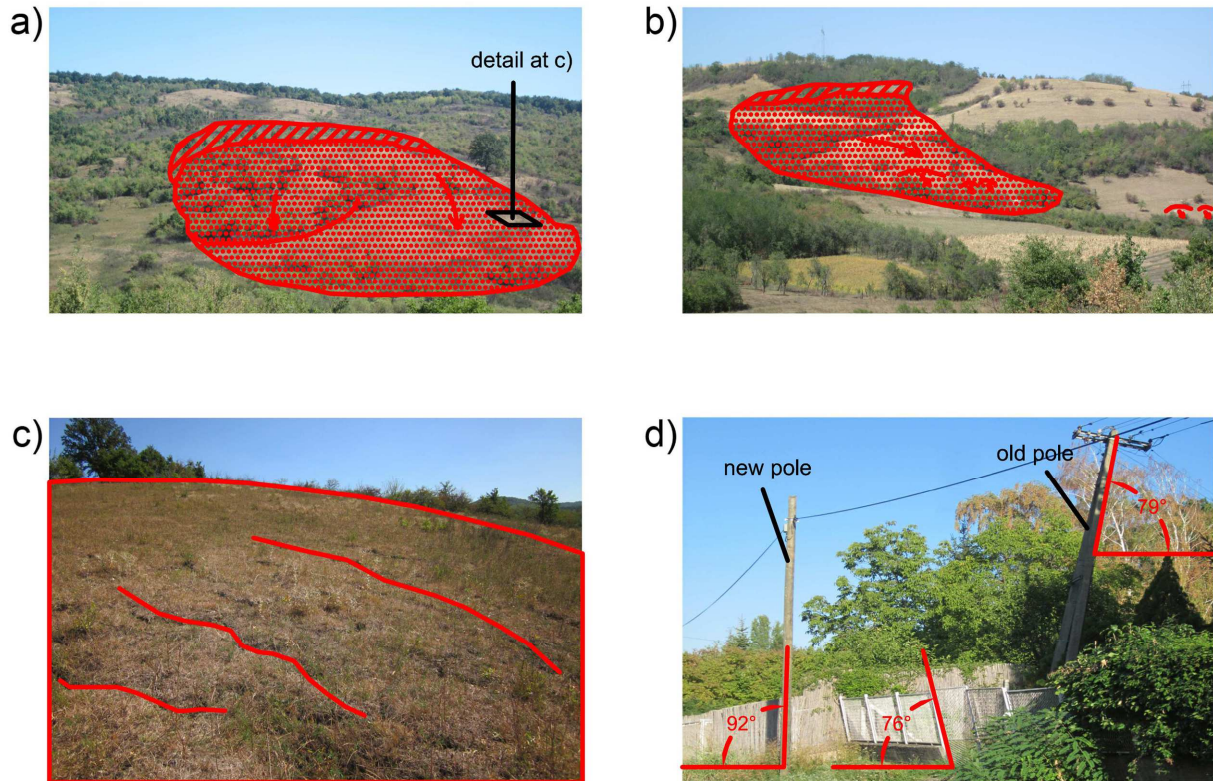 a)
detail at c)
b)
c)
d)
new pole
old pole
79°
92°
76°